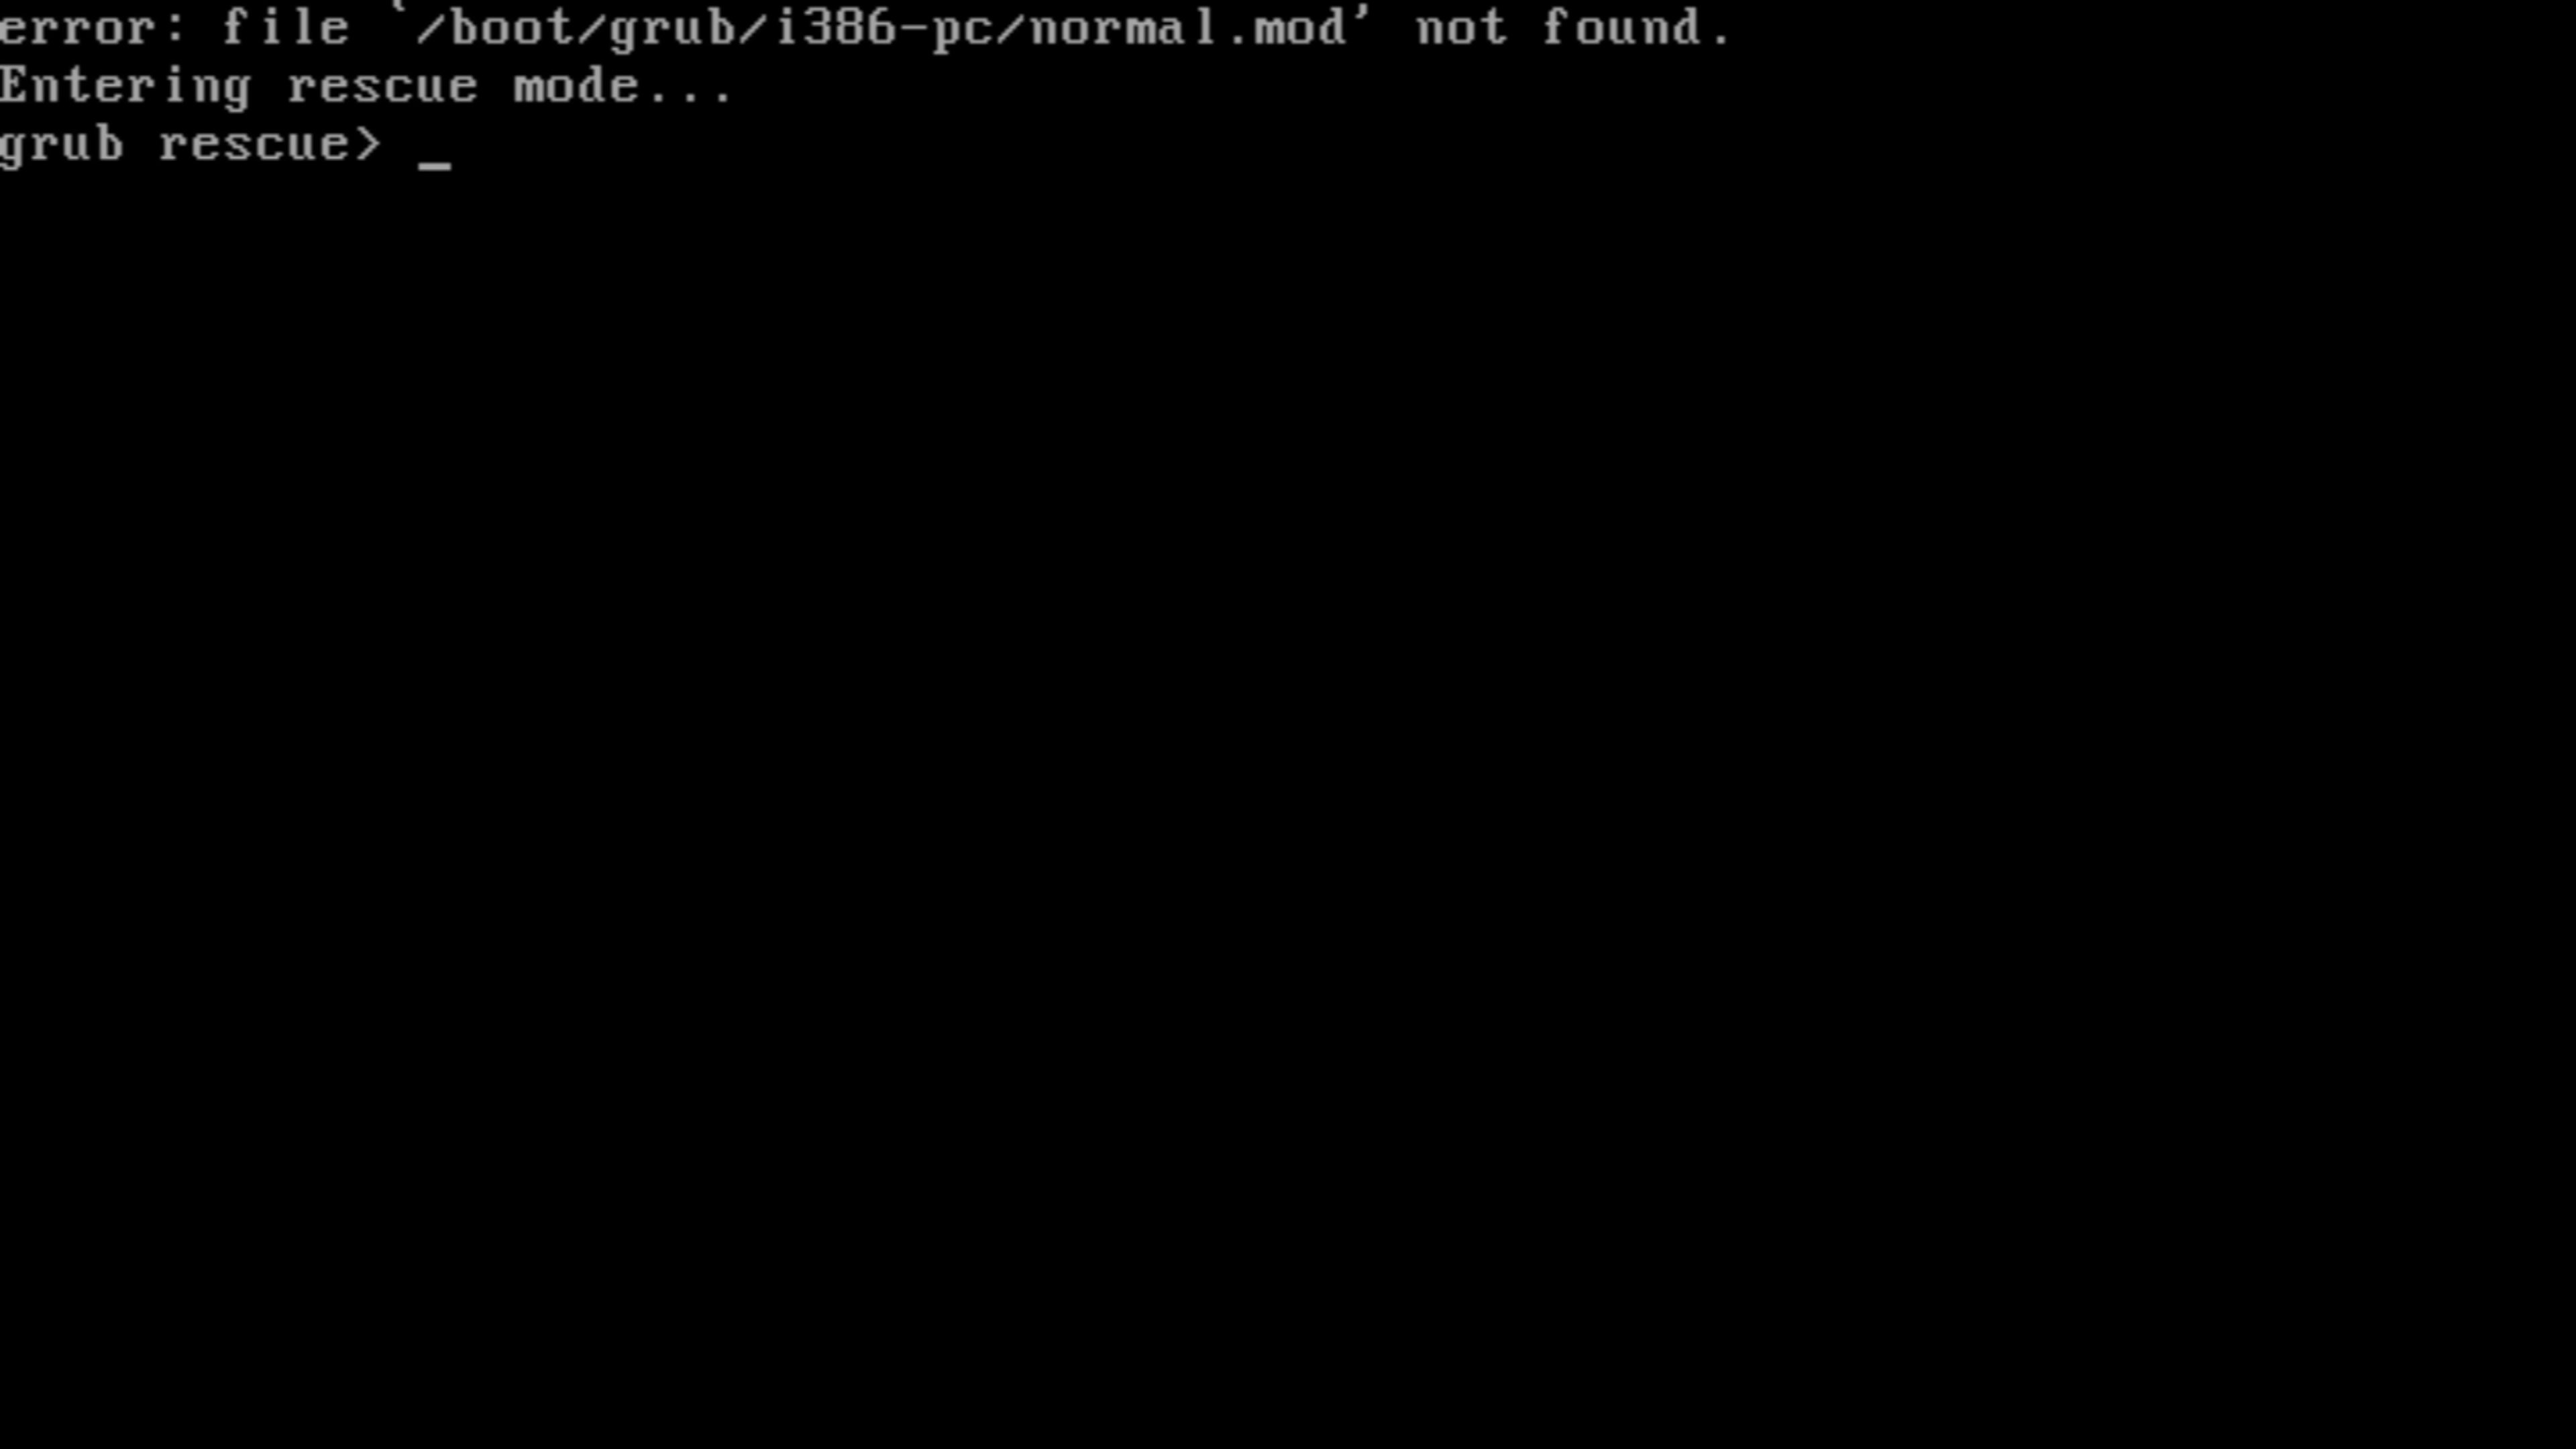 error: file `/boot/grub/i386-pc/normal.mod' not found.
Entering rescue mode...
grub rescue> _